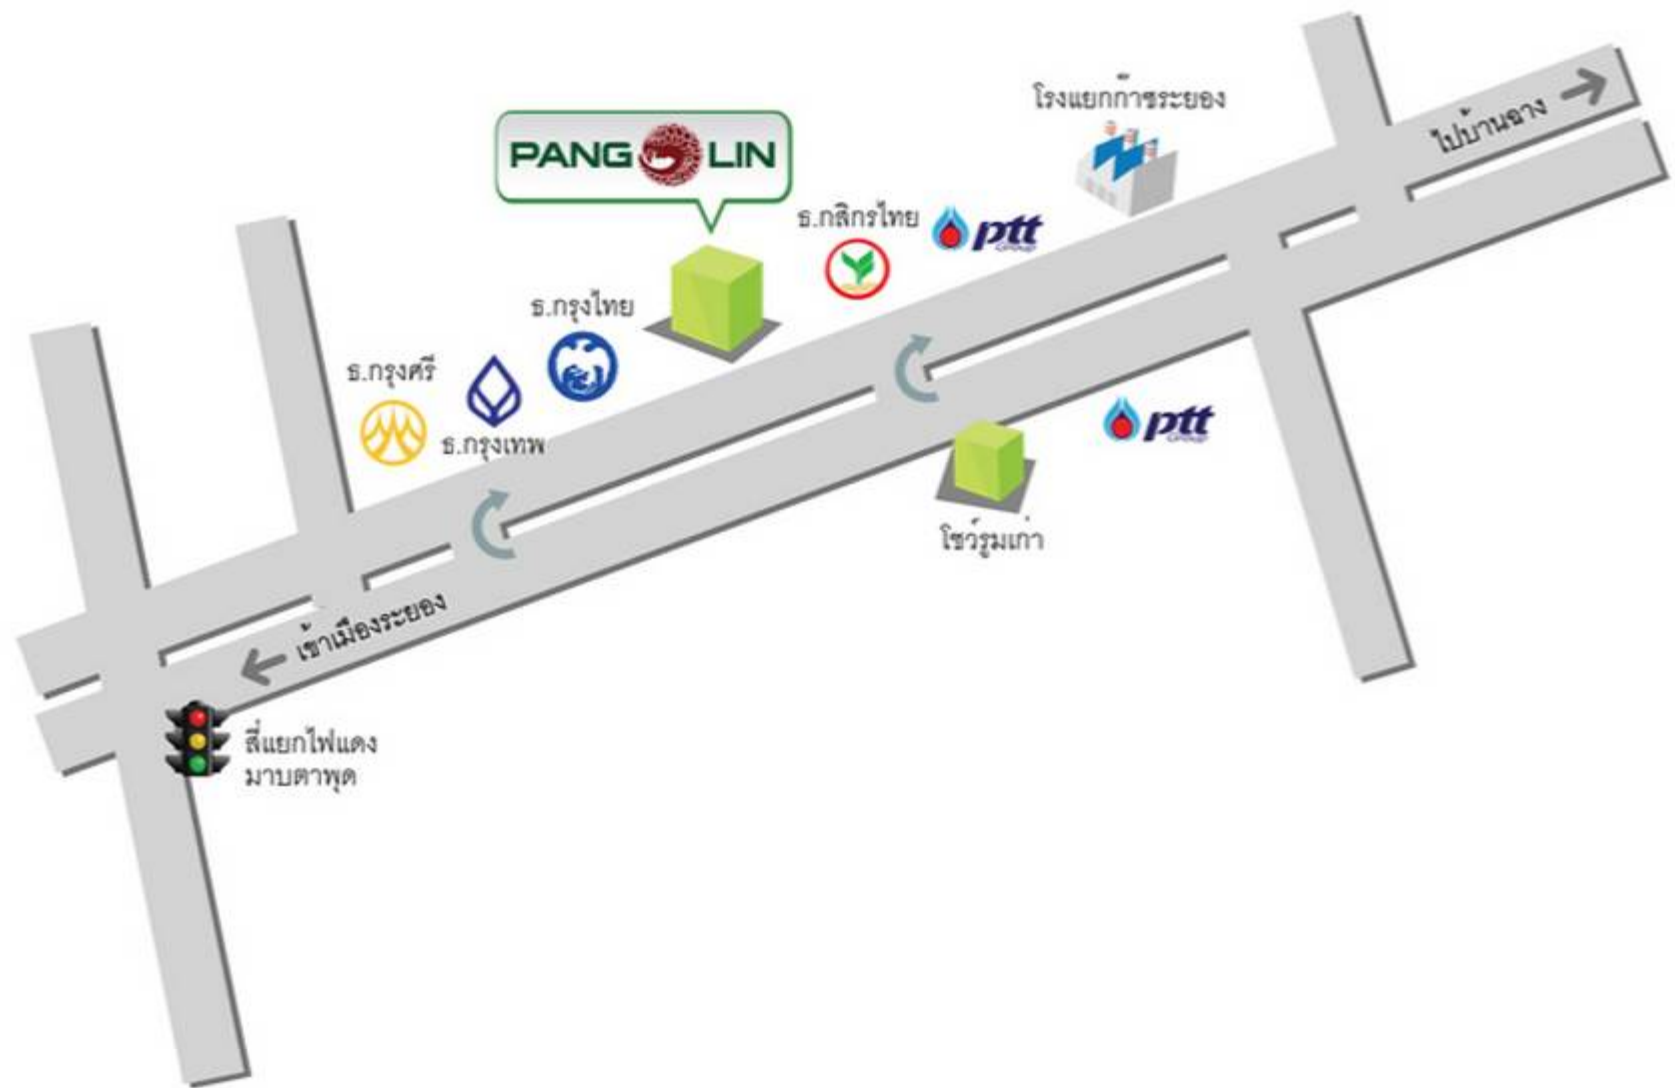 โรงแยกก๊าซระยอง
ไปบ้านฉาง
PANGOLIN
ธ.กสิกรไทย
ptt
Group
ธ.กรุงไทย
ธ.กรุงศรี
ธ.กรุงเทพ
ptt
Group
โชว์รูมเก่า
เข้าเมืองระยอง
สี่แยกไฟแดง
มาบตาพุด